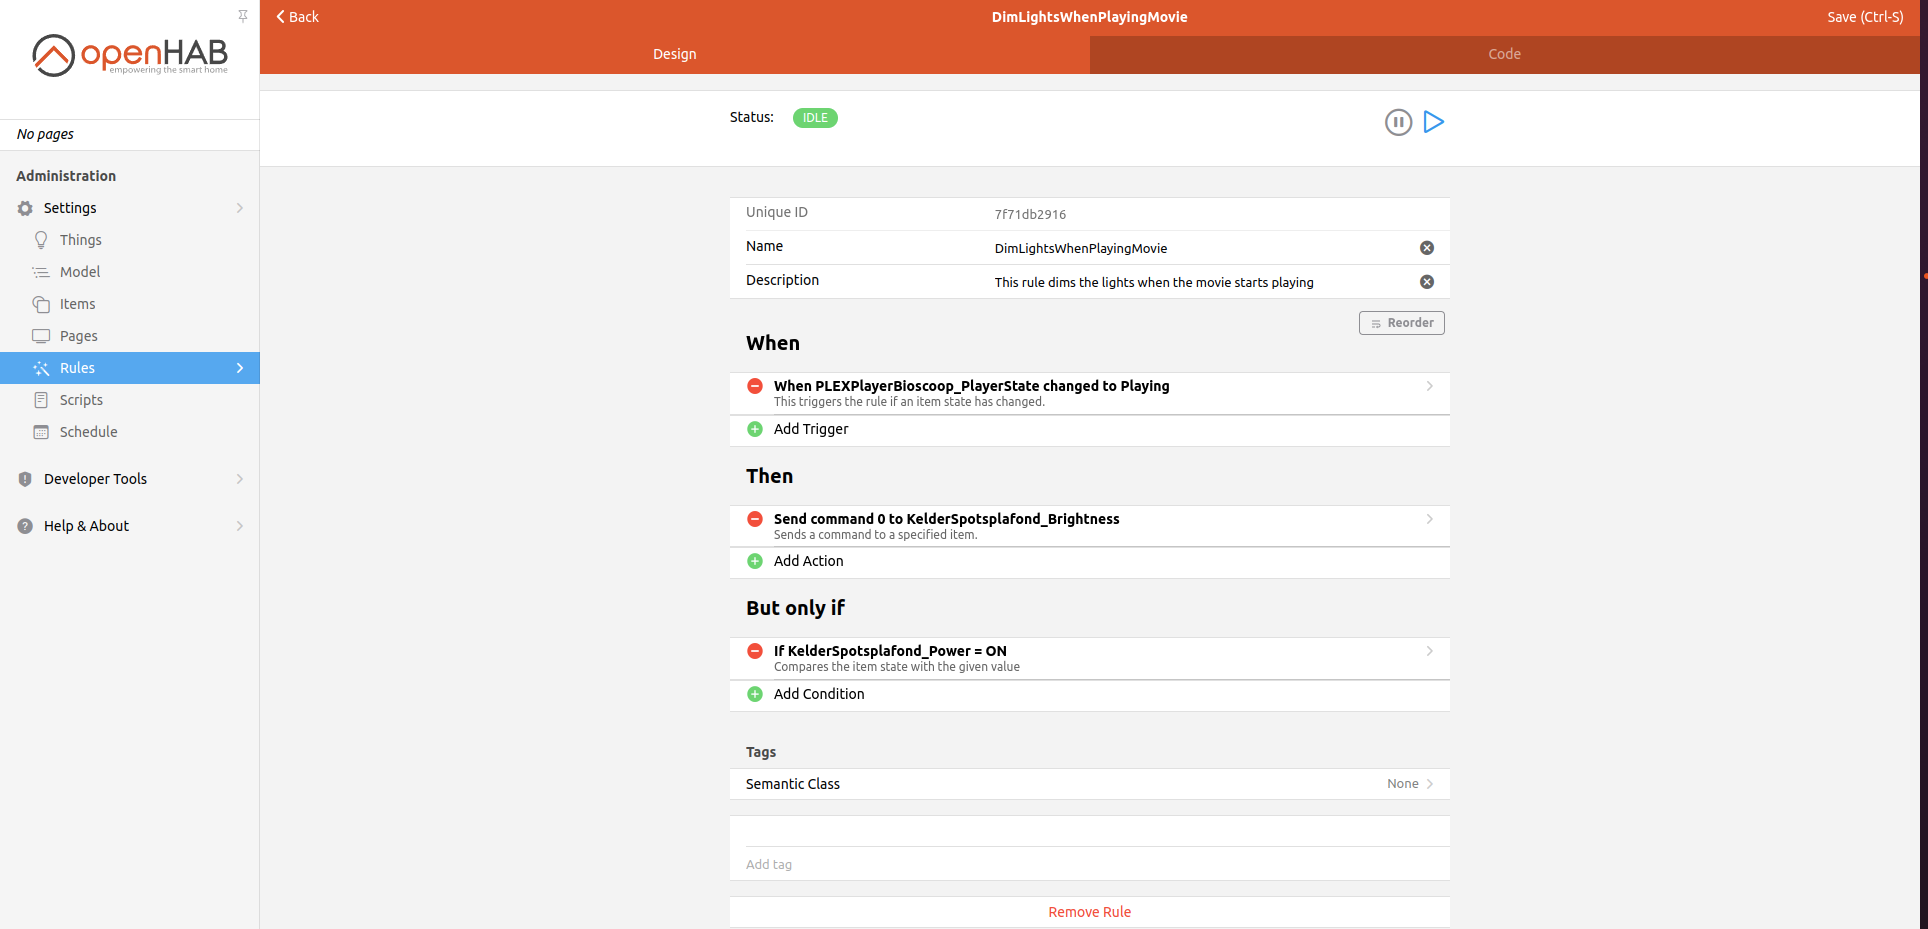 openHAB
empowering the smart home
No pages
Administration
Settings
Things
Model
Items
Pages
Rules
Scripts
Schedule
Developer Tools
Help & About
Back
DimLightsWhenPlayingMovie
Save (Ctrl-S)
Design
Code
Status: IDLE
Unique ID 7f71db2916
Name DimLightsWhenPlayingMovie
Description This rule dims the lights when the movie starts playing
Reorder
When
When PLEXPlayerBioscoop_PlayerState changed to Playing
This triggers the rule if an item state has changed.
Add Trigger
Then
Send command 0 to KelderSpotsplafond_Brightness
Sends a command to a specified item.
Add Action
But only if
If KelderSpotsplafond_Power = ON
Compares the item state with the given value
Add Condition
Tags
Semantic Class None
Add tag
Remove Rule